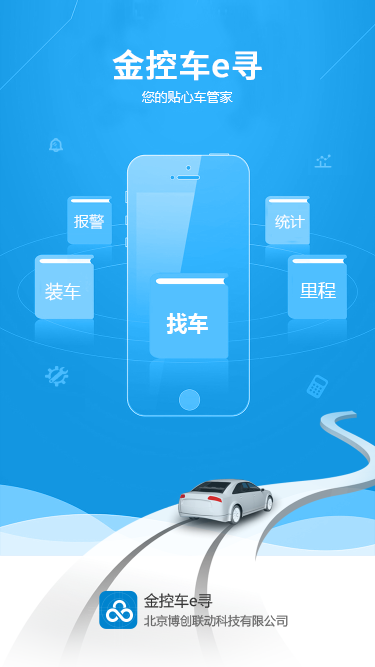 金控车e寻
您的贴心车管家
报警
统计
装车
里程
找车
金控车e寻
北京博创联动科技有限公司